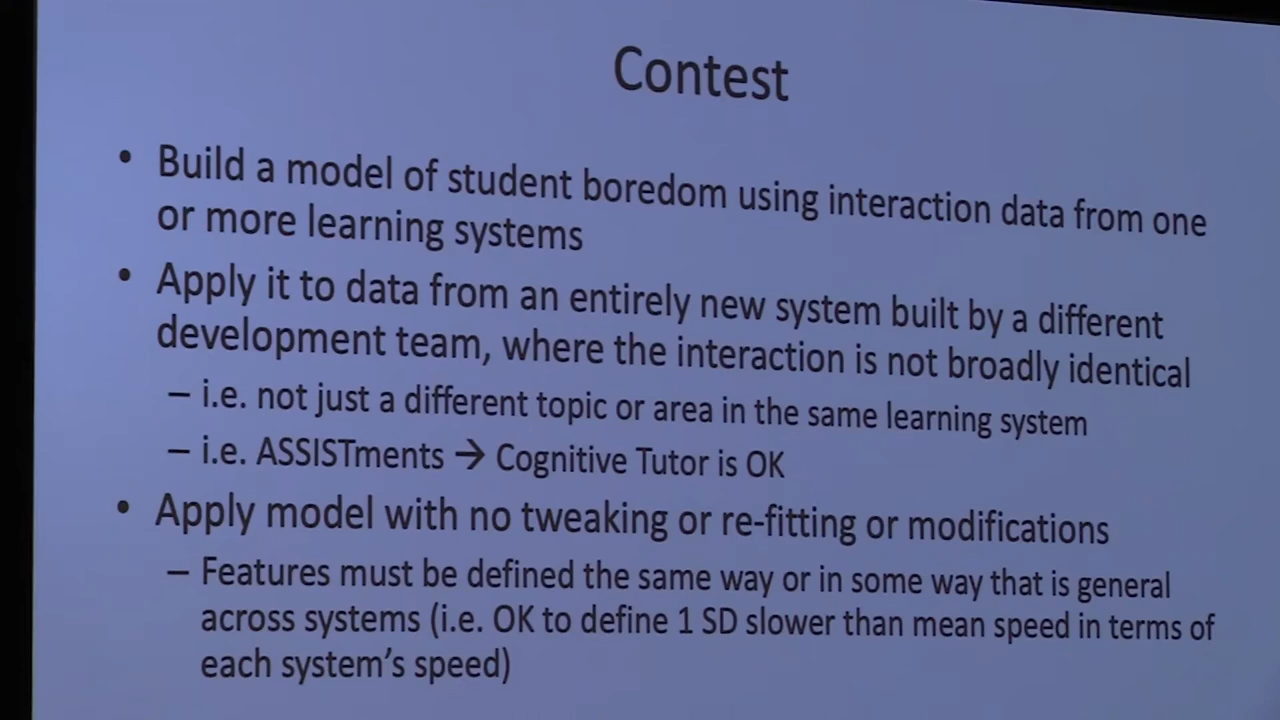 Contest
• Build a model of student boredom using interaction data from one
or more learning systems
• Apply it to data from an entirely new system built by a different
development team, where the interaction is not broadly identical
– i.e. not just a different topic or area in the same learning system
– i.e. ASSISTments → Cognitive Tutor is OK
• Apply model with no tweaking or re-fitting or modifications
– Features must be defined the same way or in some way that is general
across systems (i.e. OK to define 1 SD slower than mean speed in terms of
each system's speed)